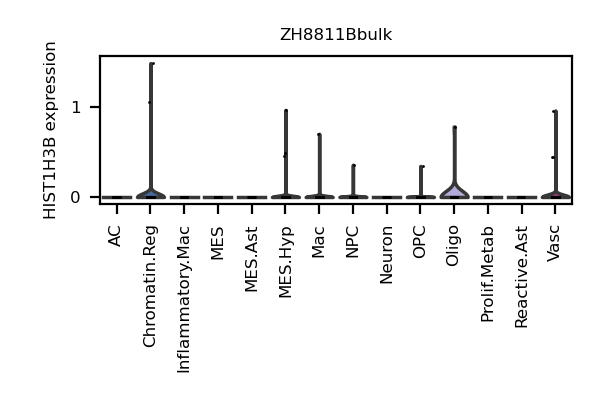 ZH8811Bbulk
HIST1H3B expression
1
0
AC
Chromatin.Reg
Inflammatory.Mac
MES
MES.Ast
MES.Hyp
Mac
NPC
Neuron
OPC
Oligo
Prolif.Metab
Reactive.Ast
Vasc